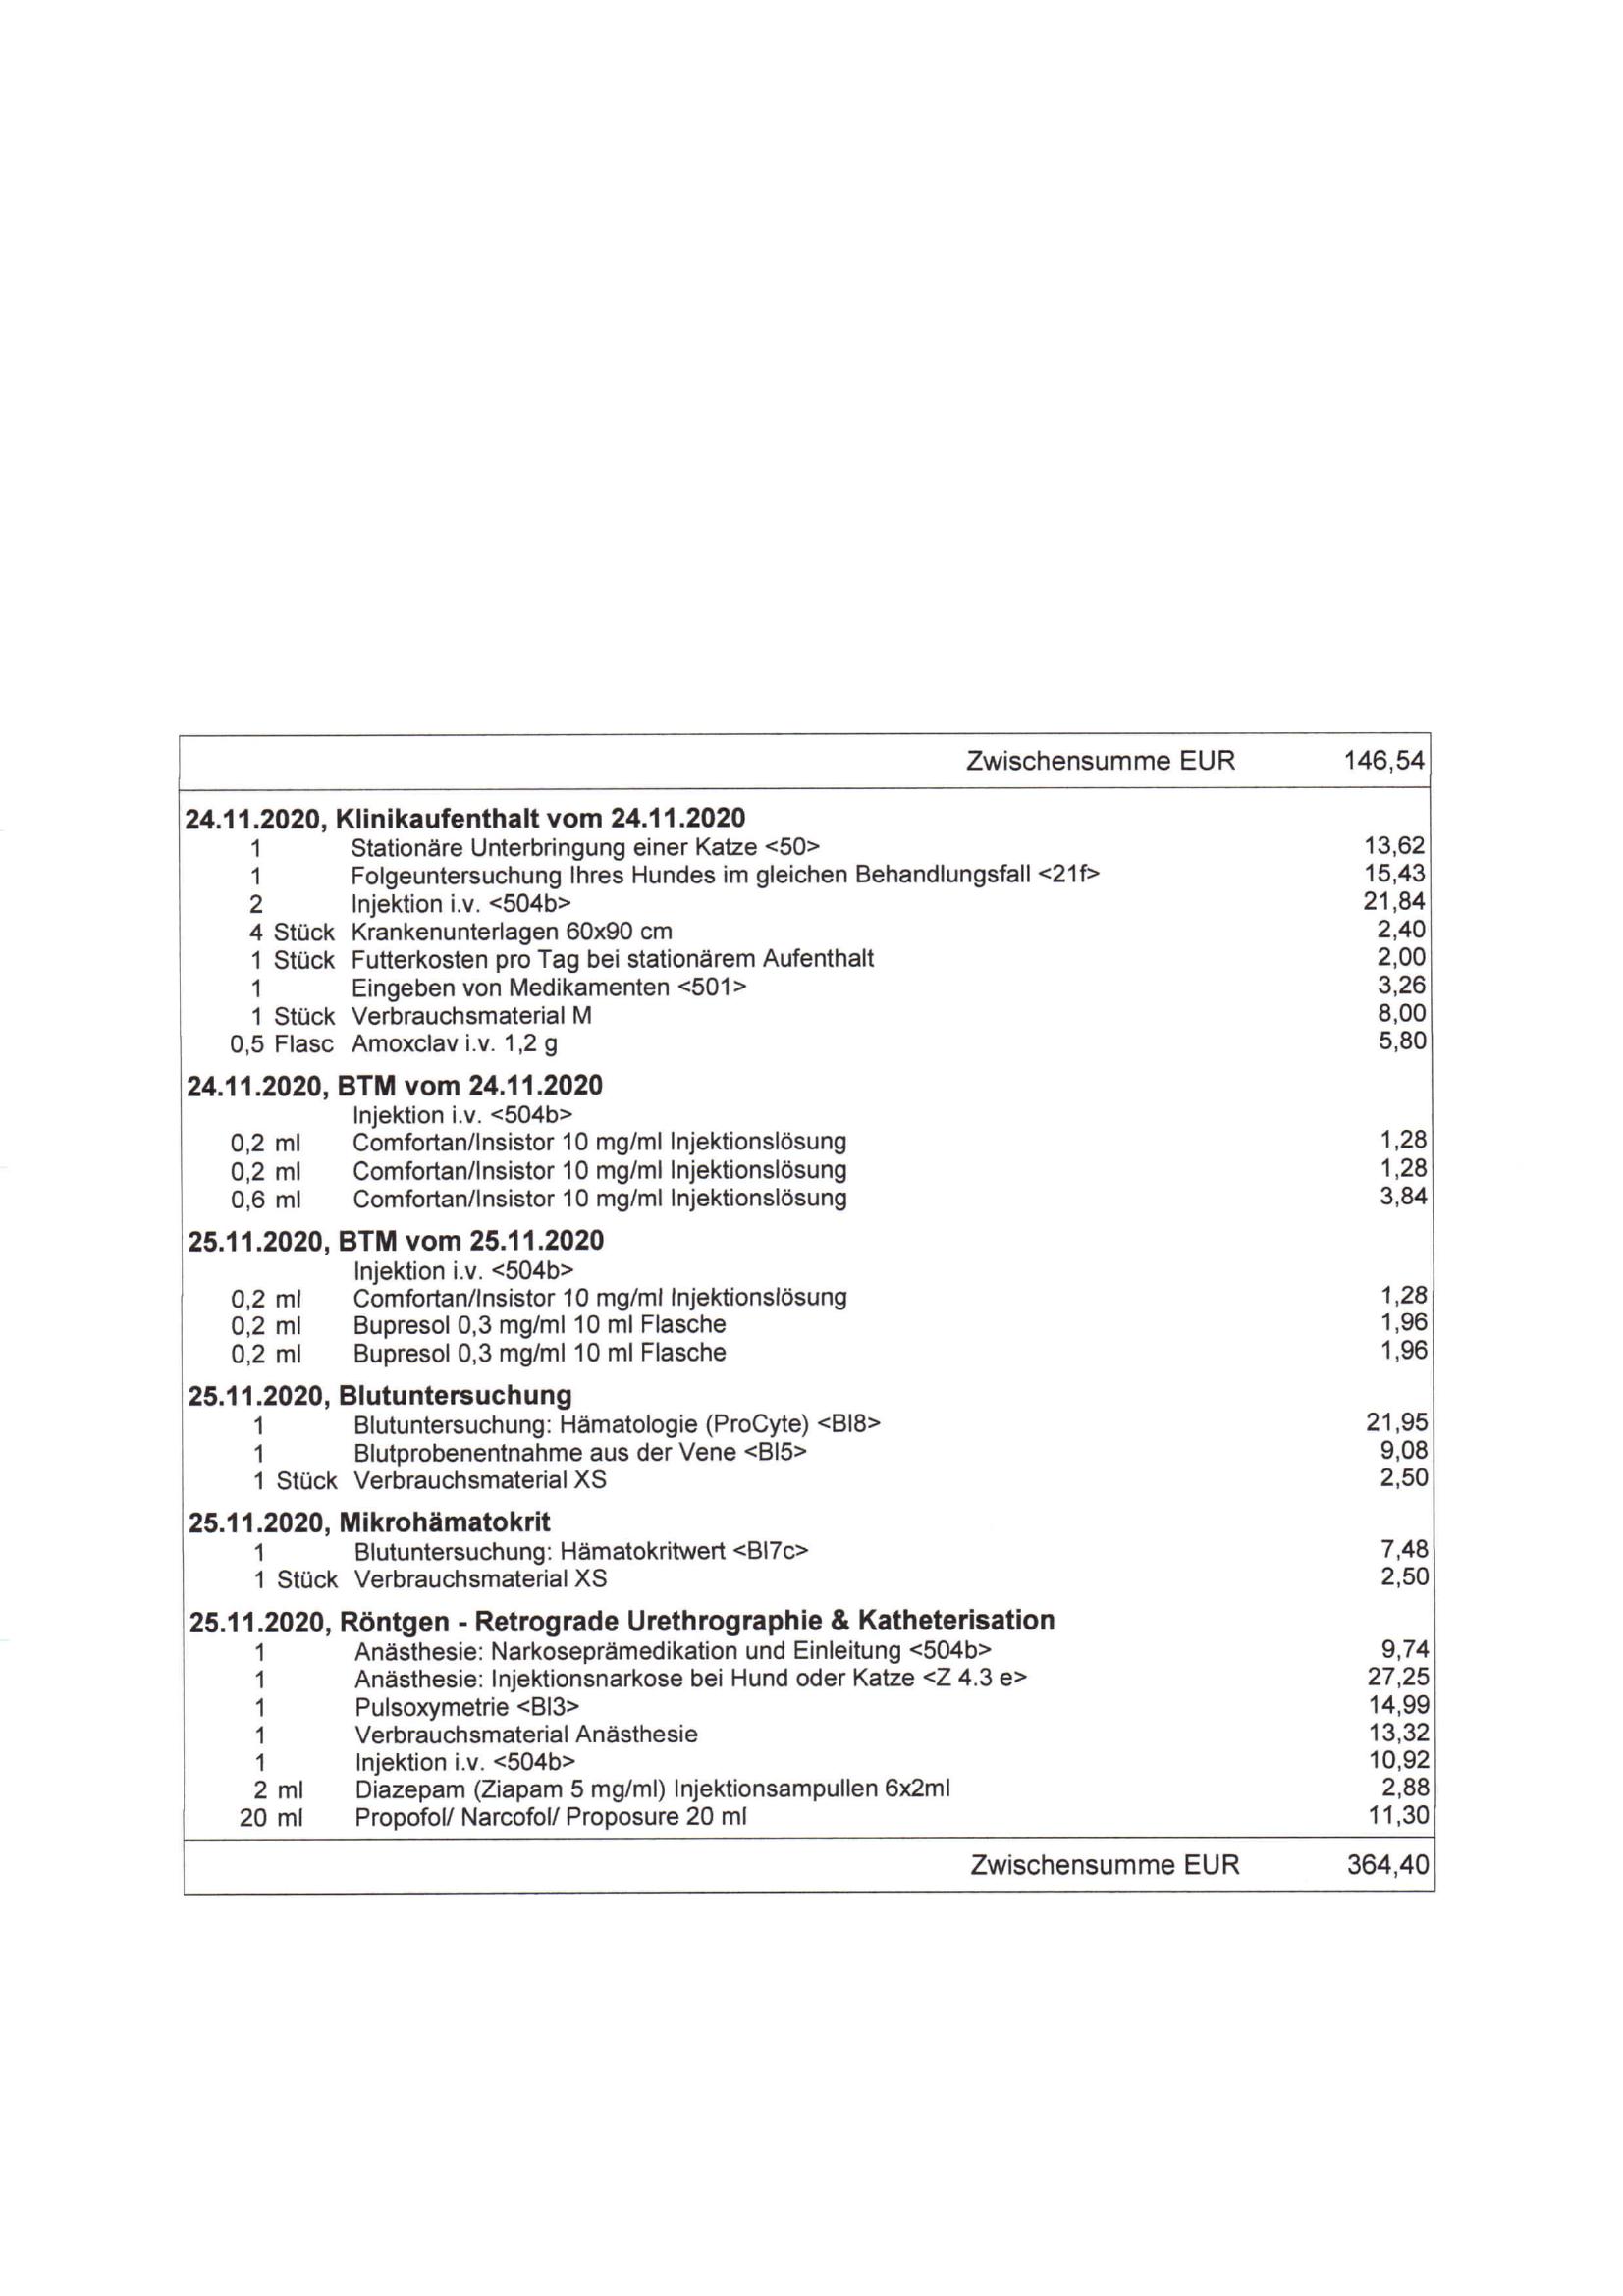 Zwischensumme EUR 146,54
24.11.2020, Klinikaufenthalt vom 24.11.2020
1 Stationäre Unterbringung einer Katze <50> 13,62
1 Folgeuntersuchung Ihres Hundes im gleichen Behandlungsfall <21f> 15,43
2 Injektion i.v. <504b> 21,84
4 Stück Krankenunterlagen 60x90 cm 2,40
1 Stück Futterkosten pro Tag bei stationärem Aufenthalt 2,00
1 Eingeben von Medikamenten <501> 3,26
1 Stück Verbrauchsmaterial M 8,00
0,5 Flasc Amoxclav i.v. 1,2 g 5,80
24.11.2020, BTM vom 24.11.2020
Injektion i.v. <504b>
0,2 ml Comfortan/Insistor 10 mg/ml Injektionslösung 1,28
0,2 ml Comfortan/Insistor 10 mg/ml Injektionslösung 1,28
0,6 ml Comfortan/Insistor 10 mg/ml Injektionslösung 3,84
25.11.2020, BTM vom 25.11.2020
Injektion i.v. <504b>
0,2 ml Comfortan/Insistor 10 mg/ml Injektionslösung 1,28
0,2 ml Bupresol 0,3 mg/ml 10 ml Flasche 1,96
0,2 ml Bupresol 0,3 mg/ml 10 ml Flasche 1,96
25.11.2020, Blutuntersuchung
1 Blutuntersuchung: Hämatologie (ProCyte) <BI8> 21,95
1 Blutprobenentnahme aus der Vene <BI5> 9,08
1 Stück Verbrauchsmaterial XS 2,50
25.11.2020, Mikrohämatokrit
1 Blutuntersuchung: Hämatokritwert <BI7c> 7,48
1 Stück Verbrauchsmaterial XS 2,50
25.11.2020, Röntgen - Retrograde Urethrographie & Katheterisation
1 Anästhesie: Narkoseprämedikation und Einleitung <504b> 9,74
1 Anästhesie: Injektionsnarkose bei Hund oder Katze <Z 4.3 e> 27,25
1 Pulsoxymetrie <BI3> 14,99
1 Verbrauchsmaterial Anästhesie 13,32
1 Injektion i.v. <504b> 10,92
2 ml Diazepam (Ziapam 5 mg/ml) Injektionsampullen 6x2ml 2,88
20 ml Propofol/ Narcofol/ Proposure 20 ml 11,30
Zwischensumme EUR 364,40